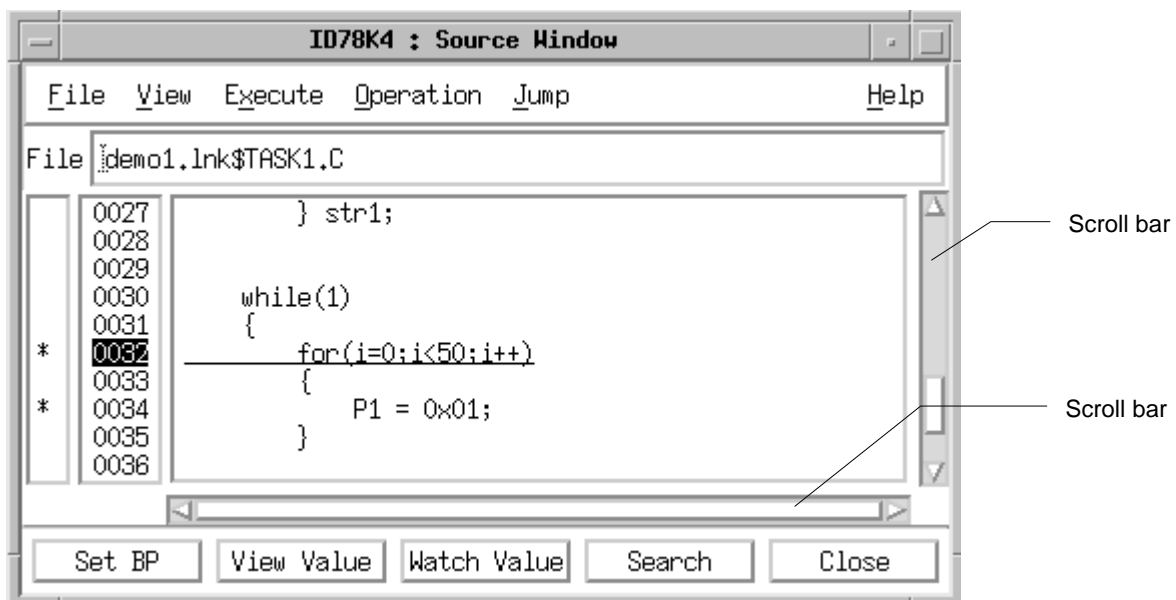 ID78K4 : Source Window
File View Execute Operation Jump Help
File demo1.lnk$TASK1.C
0027 } str1;
0028
0029
0030 while(1)
0031 {
* 0032 for(i=0;i<50;i++)
0033 {
* 0034 P1 = 0x01;
0035 }
0036
Scroll bar
Scroll bar
Set BP View Value Watch Value Search Close